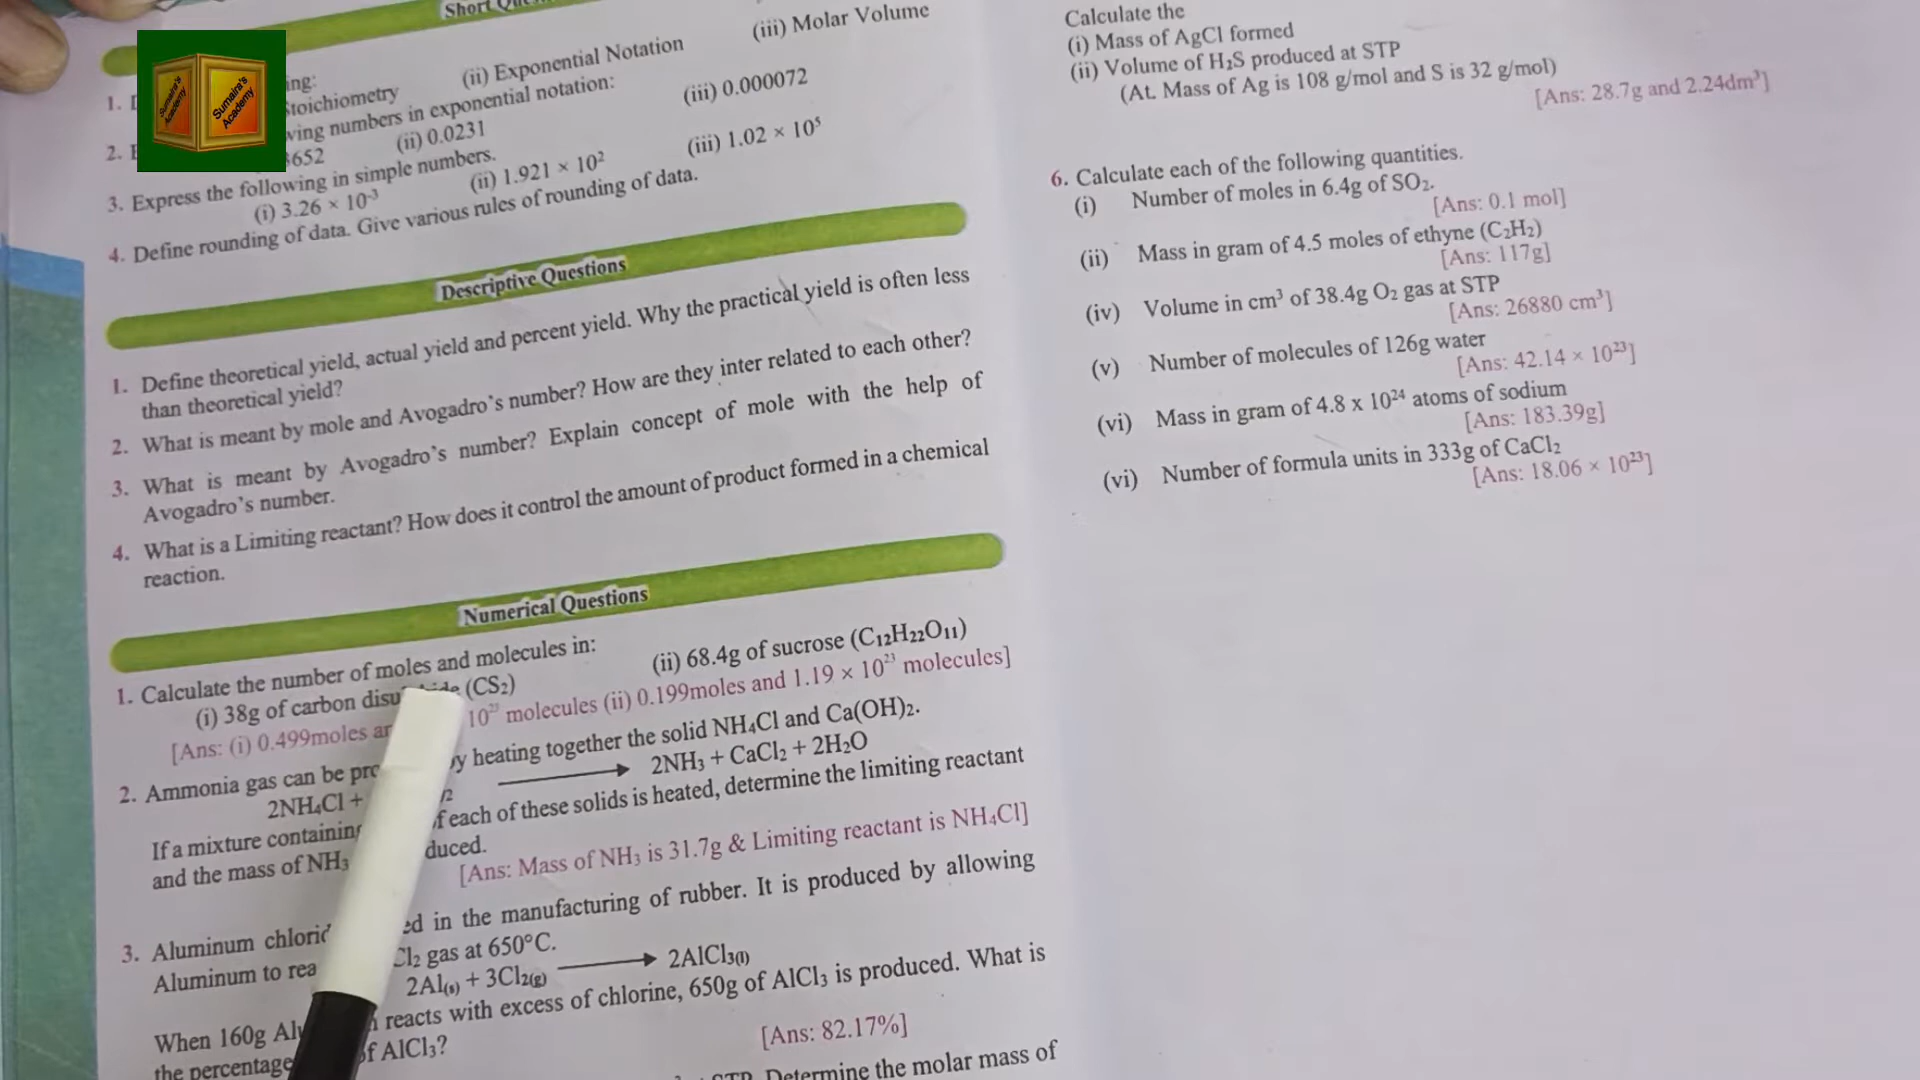 Short
(iii) Molar Volume
ing:
(ii) Exponential Notation
1.
Stoichiometry
ving numbers in exponential notation:
2.
3652 (ii) 0.0231 (iii) 0.000072
3. Express the following in simple numbers.
(i) 3.26 × 10⁻³ (ii) 1.921 × 10² (iii) 1.02 × 10⁵
4. Define rounding of data. Give various rules of rounding of data.
Descriptive Questions
1. Define theoretical yield, actual yield and percent yield. Why the practical yield is often less
than theoretical yield?
2. What is meant by mole and Avogadro's number? How are they inter related to each other?
3. What is meant by Avogadro's number? Explain concept of mole with the help of
Avogadro's number.
4. What is a Limiting reactant? How does it control the amount of product formed in a chemical
reaction.
Numerical Questions
1. Calculate the number of moles and molecules in:
(i) 38g of carbon (CS₂) (ii) 68.4g of sucrose (C₁₂H₂₂O₁₁)
[Ans: (i) 0.499moles 10²³ molecules (ii) 0.199moles and 1.19 × 10²³ molecules]
2. Ammonia gas can be by heating together the solid NH₄Cl and Ca(OH)₂.
2NH₄Cl + ₂ ⟶ 2NH₃ + CaCl₂ + 2H₂O
If a mixture containing of each of these solids is heated, determine the limiting reactant
and the mass of NH₃ duced.
[Ans: Mass of NH₃ is 31.7g & Limiting reactant is NH₄Cl]
3. Aluminum ed in the manufacturing of rubber. It is produced by allowing
Aluminum to Cl₂ gas at 650°C.
2Al(s) + 3Cl₂(g) ⟶ 2AlCl₃(l)
When 160g reacts with excess of chlorine, 650g of AlCl₃ is produced. What is
the percentage of AlCl₃?
[Ans: 82.17%]
STP. Determine the molar mass of
Calculate the
(i) Mass of AgCl formed
(ii) Volume of H₂S produced at STP
(At. Mass of Ag is 108 g/mol and S is 32 g/mol)
[Ans: 28.7g and 2.24dm³]
6. Calculate each of the following quantities.
(i) Number of moles in 6.4g of SO₂.
[Ans: 0.1 mol]
(ii) Mass in gram of 4.5 moles of ethyne (C₂H₂)
[Ans: 117g]
(iv) Volume in cm³ of 38.4g O₂ gas at STP
[Ans: 26880 cm³]
(v) Number of molecules of 126g water
[Ans: 42.14 × 10²³]
(vi) Mass in gram of 4.8 x 10²⁴ atoms of sodium
[Ans: 183.39g]
(vi) Number of formula units in 333g of CaCl₂
[Ans: 18.06 × 10²³]
Sumaira's
Academy
Sumaira's
Academy